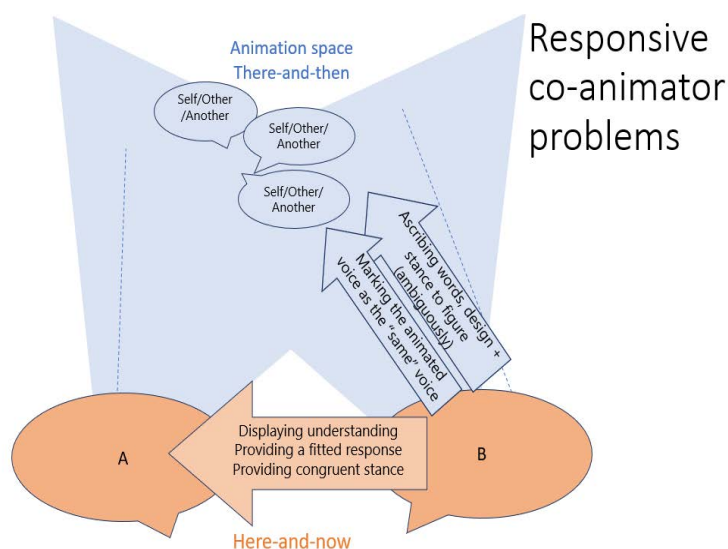 Responsive
co-animator
problems
Animation space
There-and-then
Self/Other
/Another
Self/Other/
Another
Self/Other/
Another
Ascribing words, design +
stance to figure
(ambiguously)
Marking the animated
voice as the “same” voice
Displaying understanding
Providing a fitted response
Providing congruent stance
A
B
Here-and-now